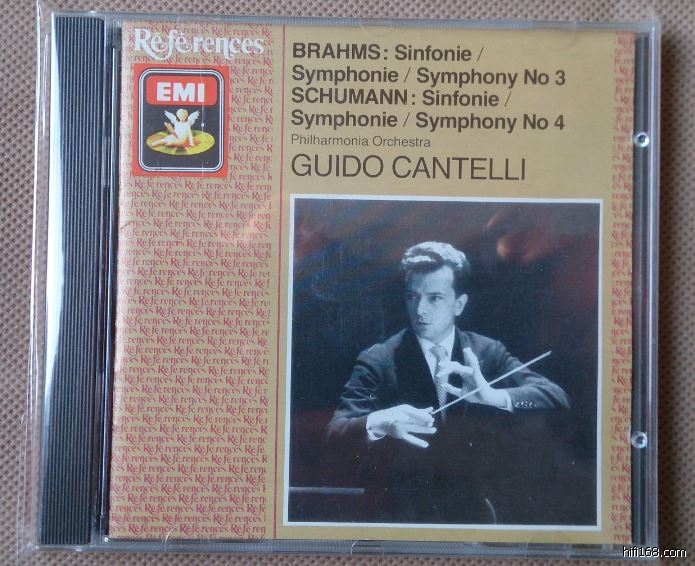 Références
EMI
BRAHMS: Sinfonie /
Symphonie / Symphony No 3
SCHUMANN: Sinfonie /
Symphonie / Symphony No 4
Philharmonia Orchestra
GUIDO CANTELLI
hifi168.com